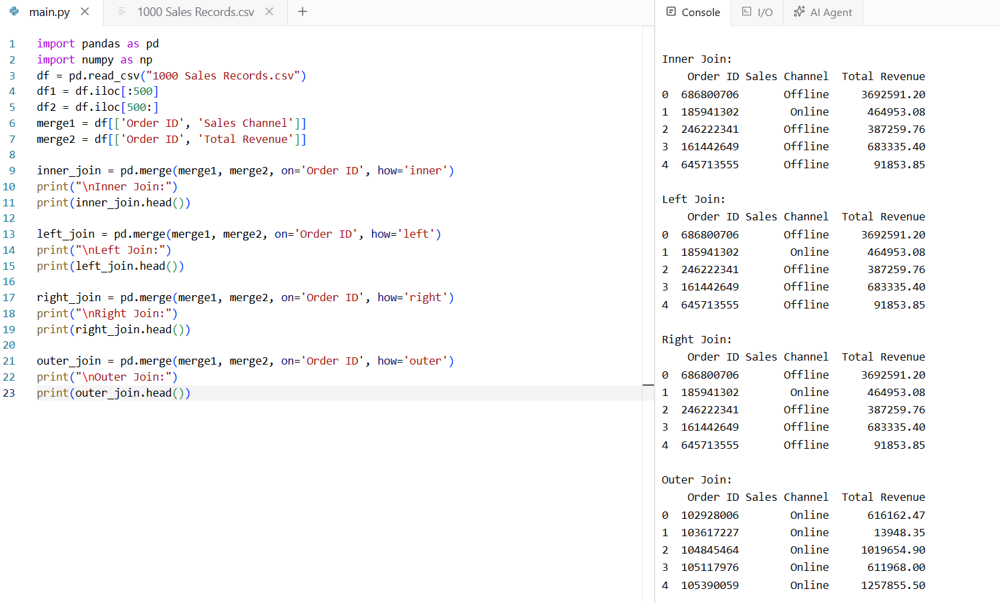 main.py
1000 Sales Records.csv
1 import pandas as pd
2 import numpy as np
3 df = pd.read_csv("1000 Sales Records.csv")
4 df1 = df.iloc[:500]
5 df2 = df.iloc[500:]
6 merge1 = df[['Order ID', 'Sales Channel']]
7 merge2 = df[['Order ID', 'Total Revenue']]
8
9 inner_join = pd.merge(merge1, merge2, on='Order ID', how='inner')
10 print("\nInner Join:")
11 print(inner_join.head())
12
13 left_join = pd.merge(merge1, merge2, on='Order ID', how='left')
14 print("\nLeft Join:")
15 print(left_join.head())
16
17 right_join = pd.merge(merge1, merge2, on='Order ID', how='right')
18 print("\nRight Join:")
19 print(right_join.head())
20
21 outer_join = pd.merge(merge1, merge2, on='Order ID', how='outer')
22 print("\nOuter Join:")
23 print(outer_join.head())
Console
I/O
AI Agent
Inner Join:
Order ID Sales Channel Total Revenue
0 686800706 Offline 3692591.20
1 185941302 Online 464953.08
2 246222341 Offline 387259.76
3 161442649 Offline 683335.40
4 645713555 Offline 91853.85
Left Join:
Order ID Sales Channel Total Revenue
0 686800706 Offline 3692591.20
1 185941302 Online 464953.08
2 246222341 Offline 387259.76
3 161442649 Offline 683335.40
4 645713555 Offline 91853.85
Right Join:
Order ID Sales Channel Total Revenue
0 686800706 Offline 3692591.20
1 185941302 Online 464953.08
2 246222341 Offline 387259.76
3 161442649 Offline 683335.40
4 645713555 Offline 91853.85
Outer Join:
Order ID Sales Channel Total Revenue
0 102928006 Online 616162.47
1 103617227 Online 13948.35
2 104845464 Online 1019654.90
3 105117976 Online 611968.00
4 105390059 Online 1257855.50